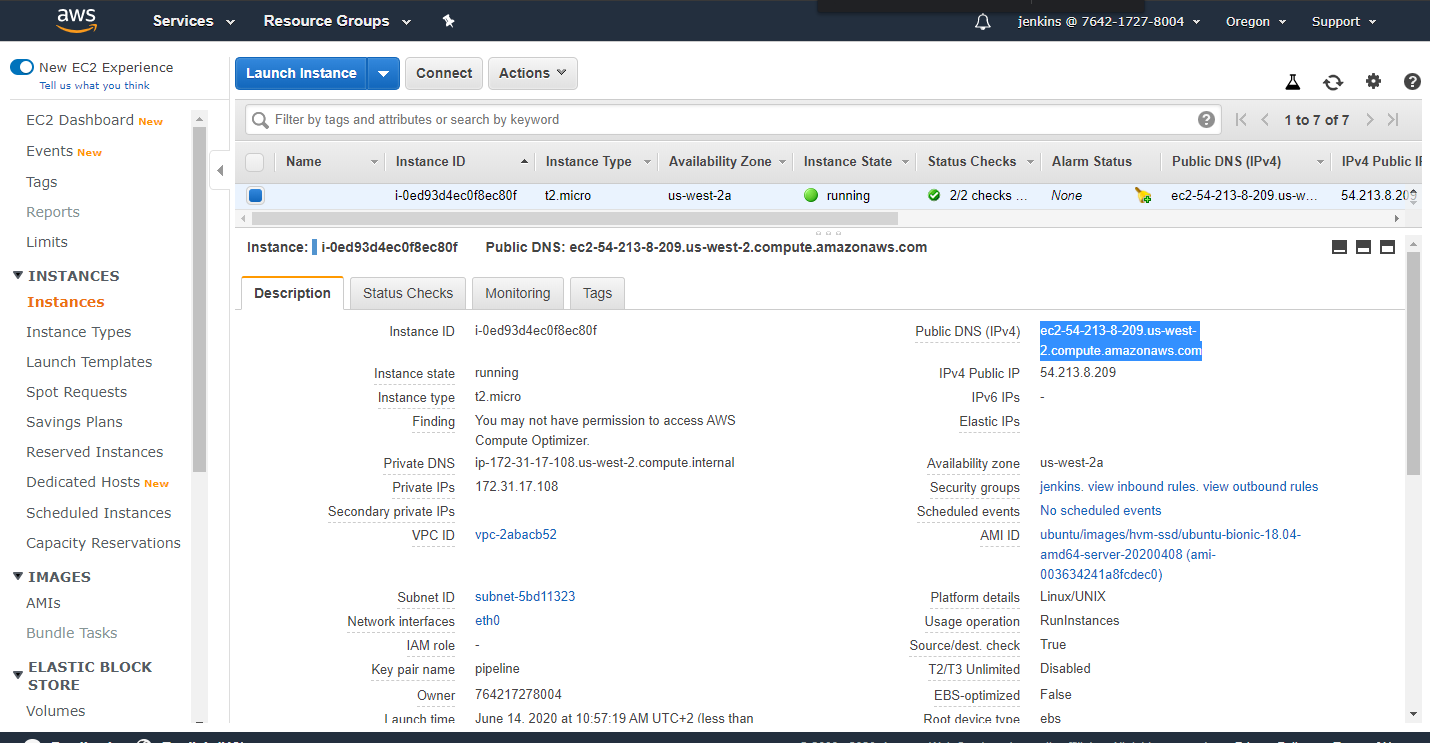 aws Services Resource Groups jenkins @ 7642-1727-8004 Oregon Support
New EC2 Experience
Tell us what you think
EC2 Dashboard New
Events New
Tags
Reports
Limits
INSTANCES
Instances
Instance Types
Launch Templates
Spot Requests
Savings Plans
Reserved Instances
Dedicated Hosts New
Scheduled Instances
Capacity Reservations
IMAGES
AMIs
Bundle Tasks
ELASTIC BLOCK
STORE
Volumes
Launch Instance Connect Actions
Filter by tags and attributes or search by keyword 1 to 7 of 7
Name Instance ID Instance Type Availability Zone Instance State Status Checks Alarm Status Public DNS (IPv4) IPv4 Public IP
i-0ed93d4ec0f8ec80f t2.micro us-west-2a running 2/2 checks ... None ec2-54-213-8-209.us-w... 54.213.8.209
Instance: i-0ed93d4ec0f8ec80f Public DNS: ec2-54-213-8-209.us-west-2.compute.amazonaws.com
Description Status Checks Monitoring Tags
Instance ID i-0ed93d4ec0f8ec80f
Instance state running
Instance type t2.micro
Finding You may not have permission to access AWS
Compute Optimizer.
Private DNS ip-172-31-17-108.us-west-2.compute.internal
Private IPs 172.31.17.108
Secondary private IPs
VPC ID vpc-2abacb52
Subnet ID subnet-5bd11323
Network interfaces eth0
IAM role -
Key pair name pipeline
Owner 764217278004
Launch time June 14, 2020 at 10:57:19 AM UTC+2 (less than
Public DNS (IPv4) ec2-54-213-8-209.us-west-
2.compute.amazonaws.com
IPv4 Public IP 54.213.8.209
IPv6 IPs -
Elastic IPs
Availability zone us-west-2a
Security groups jenkins. view inbound rules. view outbound rules
Scheduled events No scheduled events
AMI ID ubuntu/images/hvm-ssd/ubuntu-bionic-18.04-
amd64-server-20200408 (ami-
003634241a8fcdec0)
Platform details Linux/UNIX
Usage operation RunInstances
Source/dest. check True
T2/T3 Unlimited Disabled
EBS-optimized False
Root device type ebs